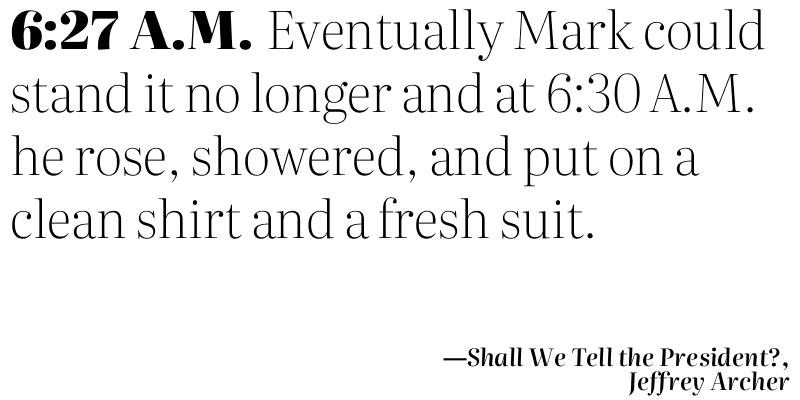 6:27 A.M. Eventually Mark could
stand it no longer and at 6:30 A.M.
he rose, showered, and put on a
clean shirt and a fresh suit.
—Shall We Tell the President?,
Jeffrey Archer